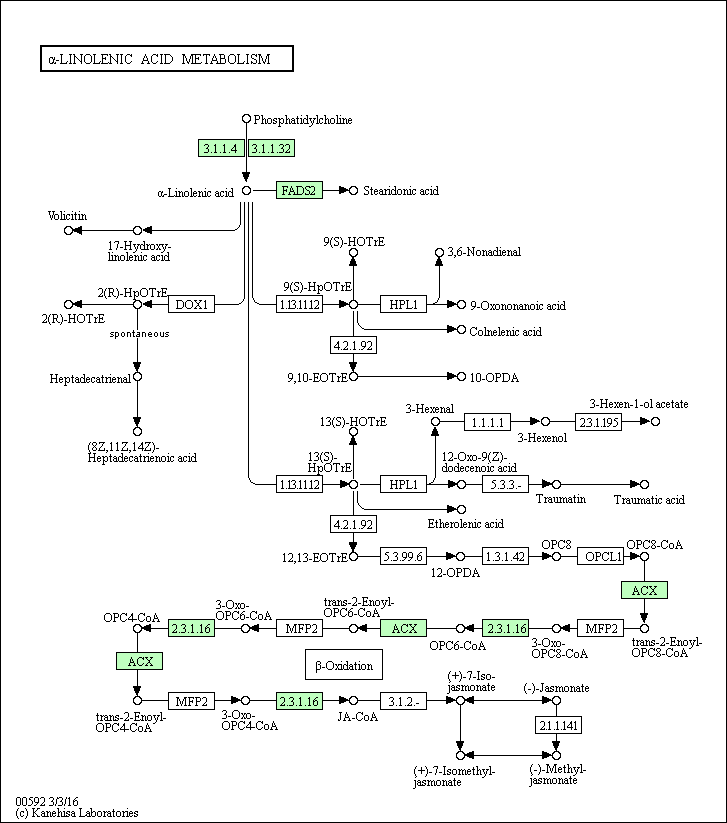 α-LINOLENIC ACID METABOLISM
Phosphatidylcholine
3.1.1.4
3.1.1.32
α-Linolenic acid
FADS2
Stearidonic acid
Volicitin
17-Hydroxy-
linolenic acid
9(S)-HOTrE
3,6-Nonadienal
2(R)-HpOTrE
DOX1
9(S)-HpOTrE
1.13.11.12
HPL1
9-Oxononanoic acid
2(R)-HOTrE
spontaneous
Colnelenic acid
4.2.1.92
Heptadecatrienal
9,10-EOTrE
10-OPDA
(8Z,11Z,14Z)-
Heptadecatrienoic acid
13(S)-HOTrE
3-Hexenal
1.1.1.1
3-Hexenol
2.3.1.195
3-Hexen-1-ol acetate
13(S)-
HpOTrE
12-Oxo-9(Z)-
dodecenoic acid
1.13.11.12
HPL1
5.3.3.-
Traumatin
Traumatic acid
Etherolenic acid
4.2.1.92
12,13-EOTrE
5.3.99.6
12-OPDA
1.3.1.42
OPC8
OPCL1
OPC8-CoA
ACX
OPC4-CoA
2.3.1.16
3-Oxo-
OPC6-CoA
MFP2
trans-2-Enoyl-
OPC6-CoA
ACX
OPC6-CoA
2.3.1.16
3-Oxo-
OPC8-CoA
MFP2
trans-2-Enoyl-
OPC8-CoA
ACX
β-Oxidation
trans-2-Enoyl-
OPC4-CoA
MFP2
3-Oxo-
OPC4-CoA
2.3.1.16
JA-CoA
3.1.2.-
(+)-7-Iso-
jasmonate
(-)-Jasmonate
2.1.1.141
(+)-7-Isomethyl-
jasmonate
(-)-Methyl-
jasmonate
00592 3/3/16
(c) Kanehisa Laboratories